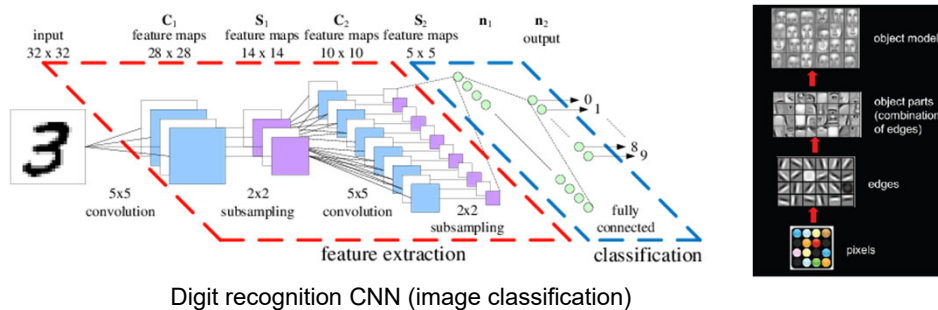 C1
feature maps
28 x 28
S1
feature maps
14 x 14
C2
feature maps
10 x 10
S2
feature maps
5 x 5
n1
n2
output
input
32 x 32
0
1
8
9
5x5
convolution
2x2
subsampling
5x5
convolution
2x2
subsampling
fully
connected
feature extraction
classification
Digit recognition CNN (image classification)
object model
object parts
(combination
of edges)
edges
pixels